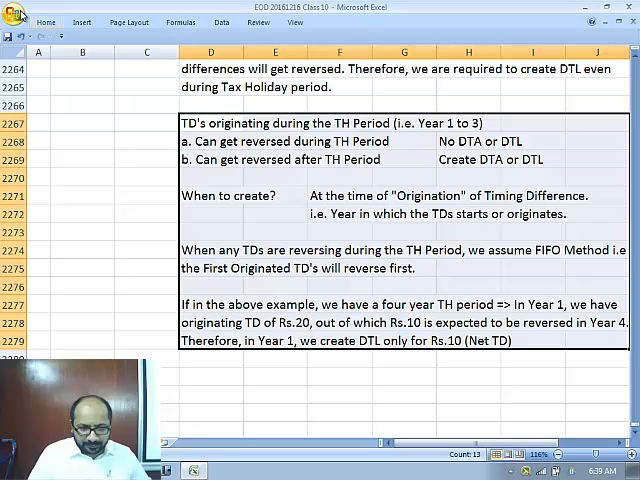 EOD 20161216 Class 10 - Microsoft Excel
Home Insert Page Layout Formulas Data Review View
A B C D E F G H I J
2264 differences will get reversed. Therefore, we are required to create DTL even
2265 during Tax Holiday period.
2266
2267 TD's originating during the TH Period (i.e. Year 1 to 3)
2268 a. Can get reversed during TH Period No DTA or DTL
2269 b. Can get reversed after TH Period Create DTA or DTL
2270
2271 When to create? At the time of "Origination" of Timing Difference.
2272 i.e. Year in which the TDs starts or originates.
2273
2274 When any TDs are reversing during the TH Period, we assume FIFO Method i.e
2275 the First Originated TD's will reverse first.
2276
2277 If in the above example, we have a four year TH period => In Year 1, we have
2278 originating TD of Rs.20, out of which Rs.10 is expected to be reversed in Year 4.
2279 Therefore, in Year 1, we create DTL only for Rs.10 (Net TD)
Count: 13 116%
6:39 AM